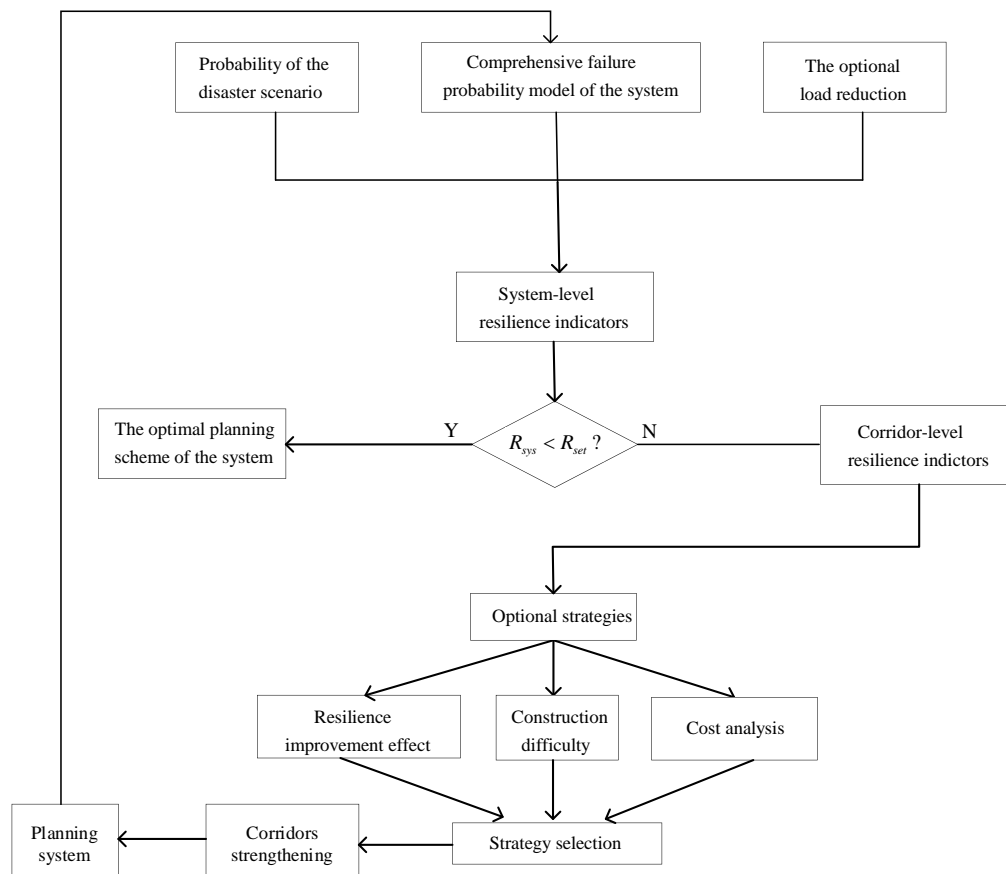 Probability of the
disaster scenario
Comprehensive failure
probability model of the system
The optional
load reduction
System-level
resilience indicators
The optimal planning
scheme of the system
Y
R_sys < R_set ?
N
Corridor-level
resilience indictors
Optional strategies
Resilience
improvement effect
Construction
difficulty
Cost analysis
Planning
system
Corridors
strengthening
Strategy selection